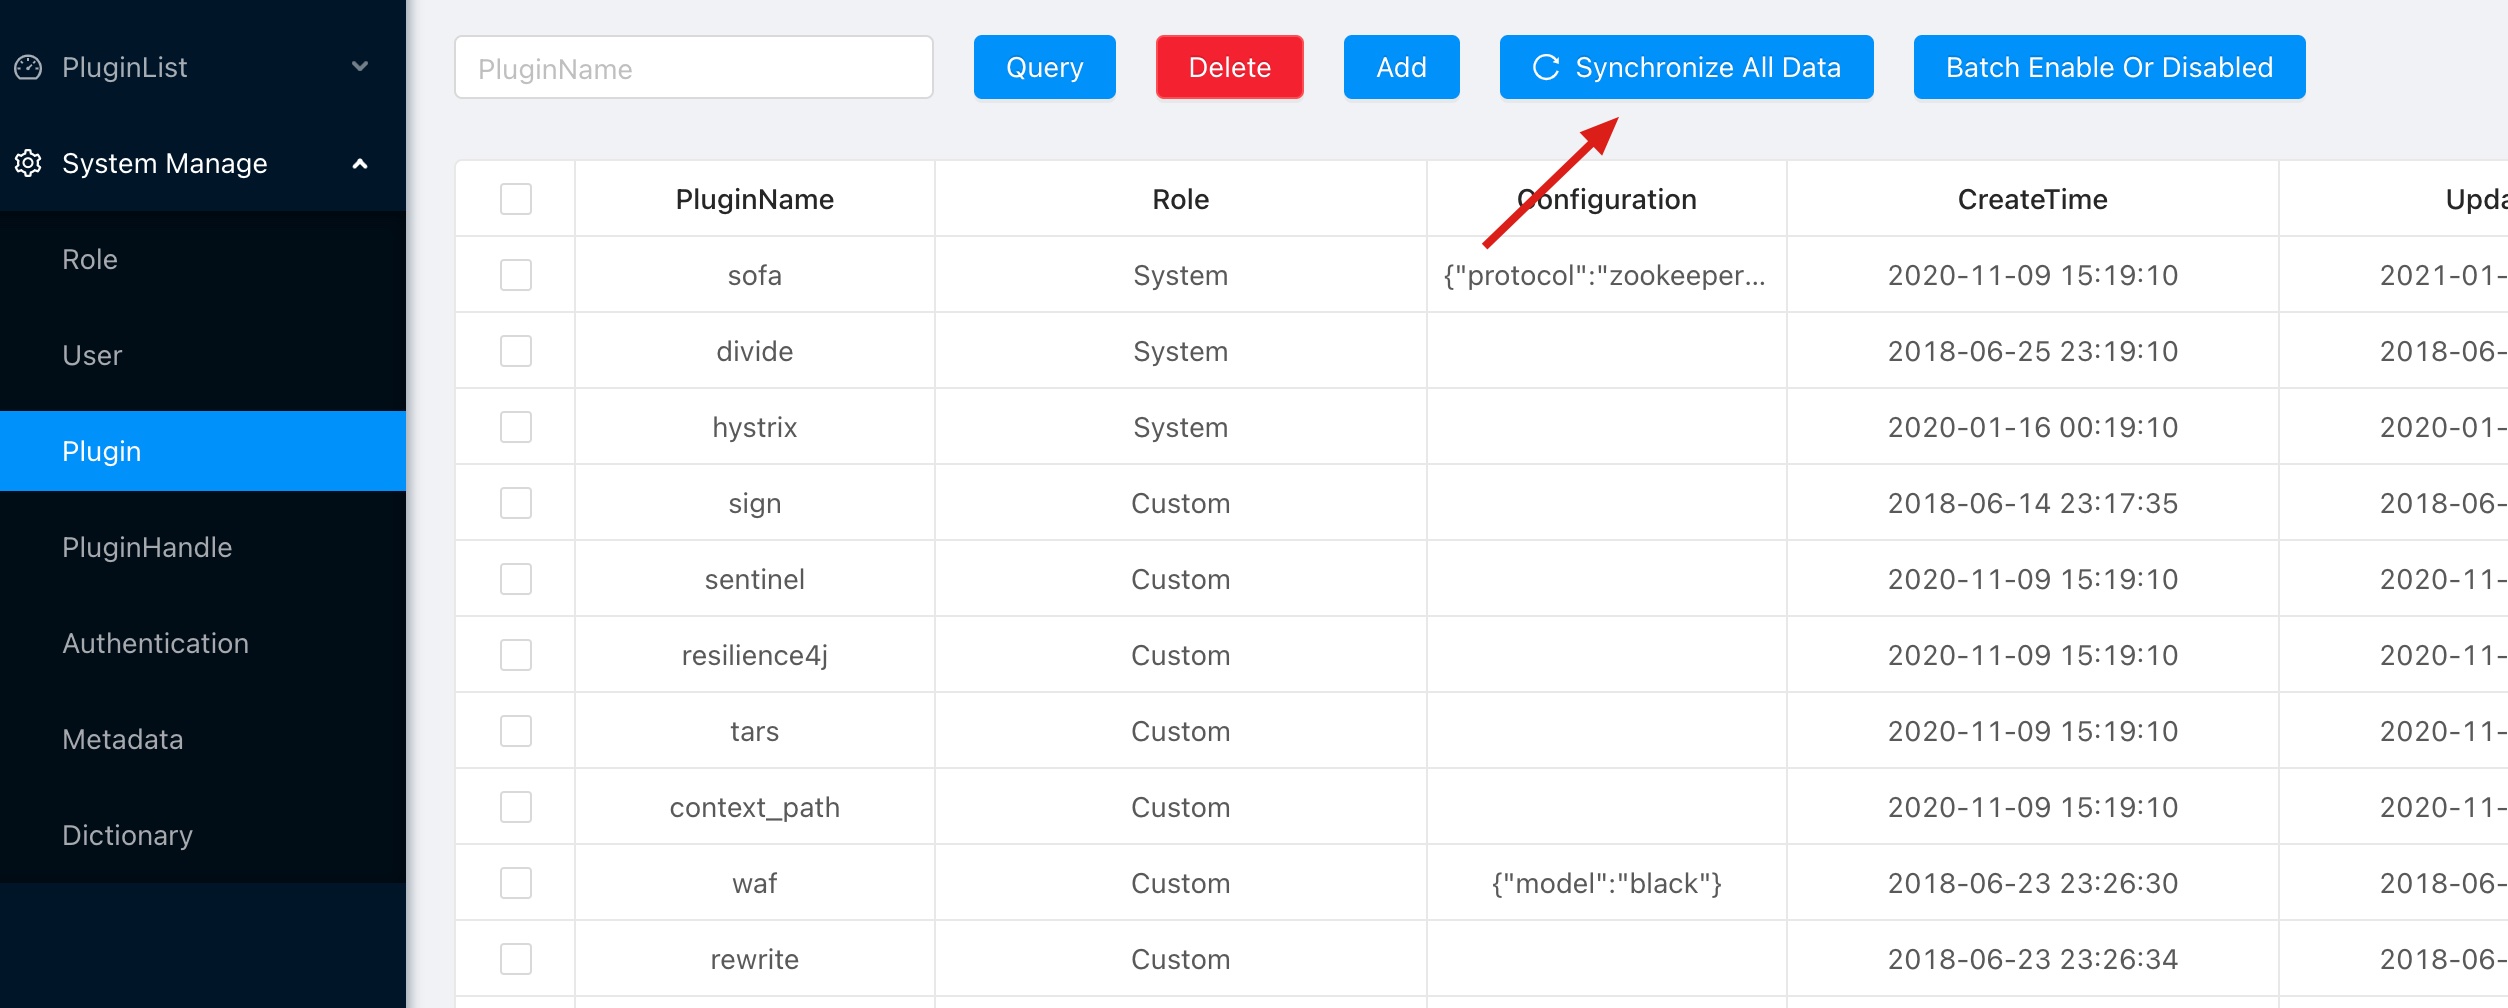 PluginList
System Manage
Role
User
Plugin
PluginHandle
Authentication
Metadata
Dictionary
PluginName Query Delete Add Synchronize All Data Batch Enable Or Disabled
PluginName Role Configuration CreateTime Upda
sofa System {"protocol":"zookeeper... 2020-11-09 15:19:10 2021-01-
divide System 2018-06-25 23:19:10 2018-06-
hystrix System 2020-01-16 00:19:10 2020-01-
sign Custom 2018-06-14 23:17:35 2018-06-
sentinel Custom 2020-11-09 15:19:10 2020-11-
resilience4j Custom 2020-11-09 15:19:10 2020-11-
tars Custom 2020-11-09 15:19:10 2020-11-
context_path Custom 2020-11-09 15:19:10 2020-11-
waf Custom {"model":"black"} 2018-06-23 23:26:30 2018-06-
rewrite Custom 2018-06-23 23:26:34 2018-06-